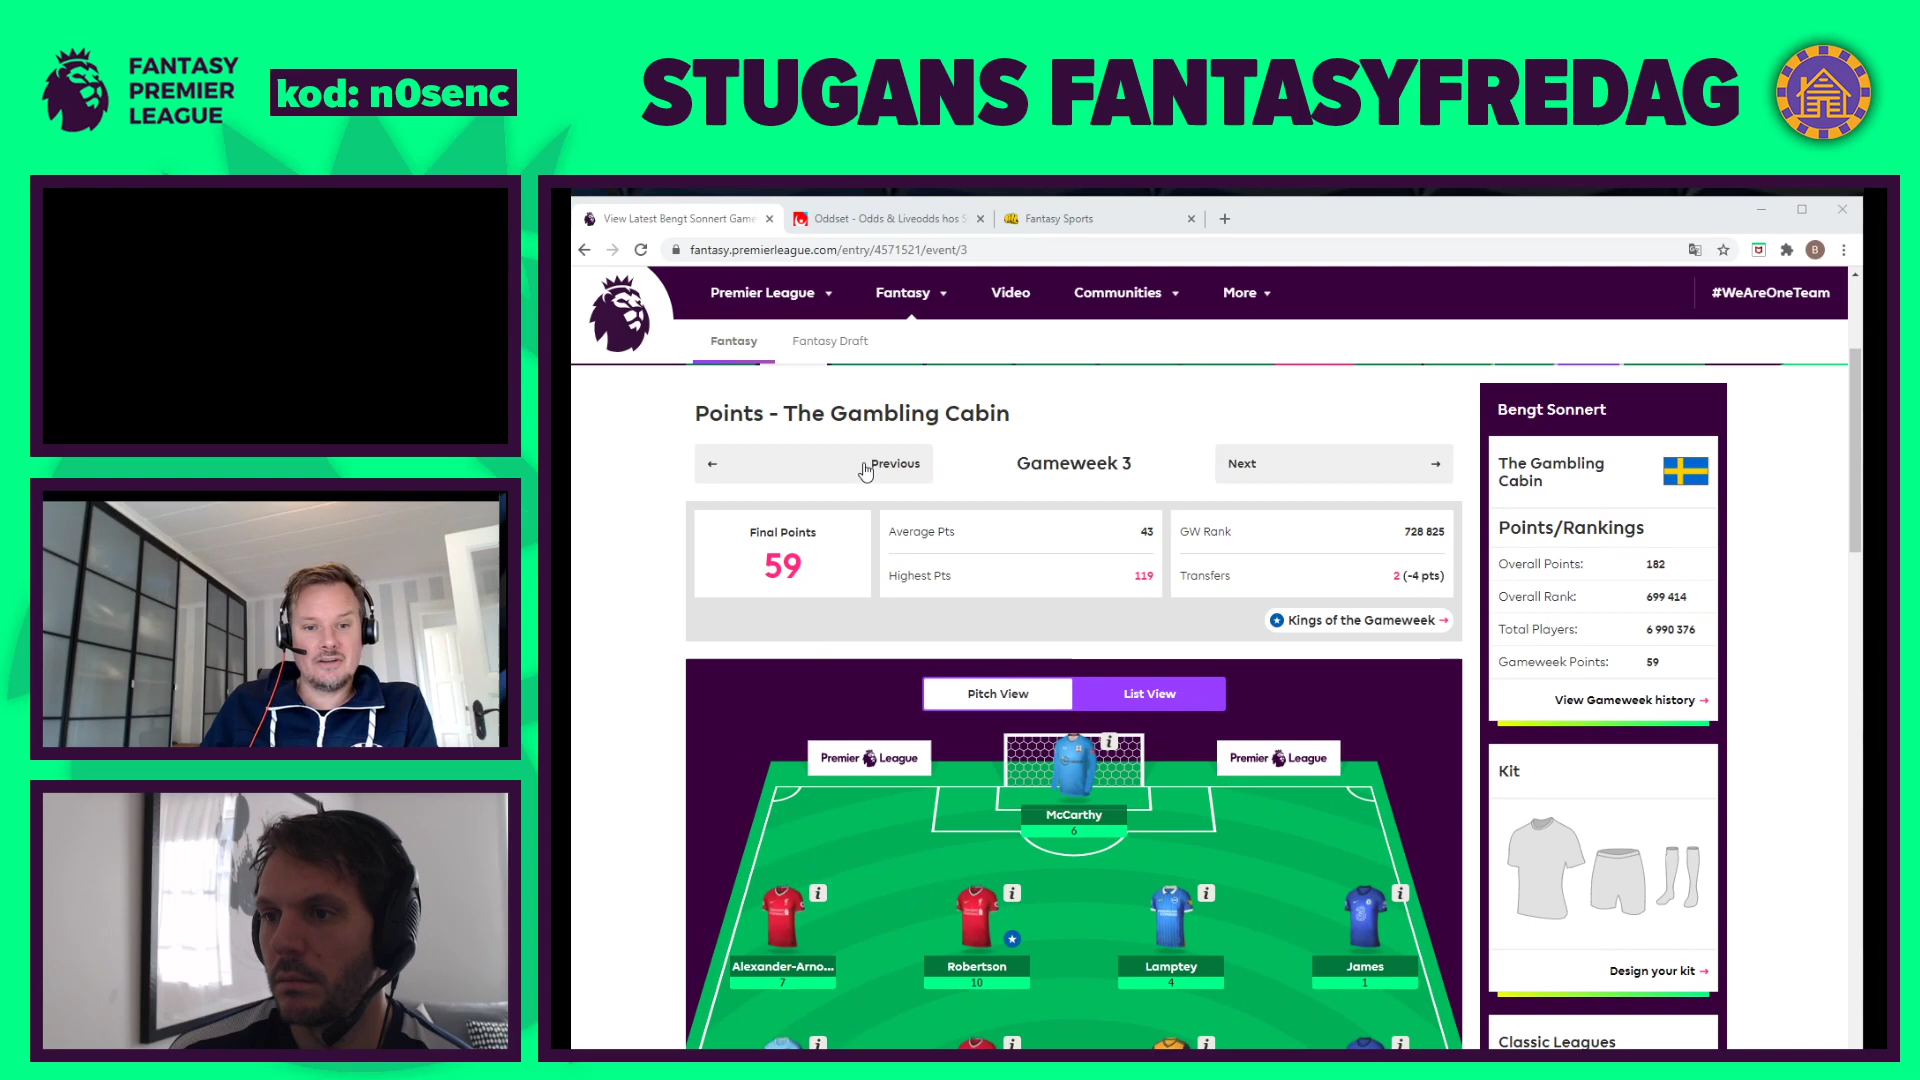 FANTASY
PREMIER
LEAGUE
kod: n0senc
STUGANS FANTASYFREDAG
View Latest Bengt Sonnert Game
Oddset - Odds & Liveodds hos S
Fantasy Sports
fantasy.premierleague.com/entry/4571521/event/3
B
Premier League
Fantasy
Video
Communities
More
#WeAreOneTeam
Fantasy
Fantasy Draft
Points - The Gambling Cabin
Previous
Gameweek 3
Next
Final Points
59
Average Pts 43
Highest Pts 119
GW Rank 728 825
Transfers 2 (-4 pts)
Kings of the Gameweek
Pitch View
List View
Premier League
Premier League
McCarthy
6
Alexander-Arno...
7
Robertson
10
Lamptey
4
James
1
Bengt Sonnert
The Gambling
Cabin
Points/Rankings
Overall Points: 182
Overall Rank: 699 414
Total Players: 6 990 376
Gameweek Points: 59
View Gameweek history
Kit
Design your kit
Classic Leagues